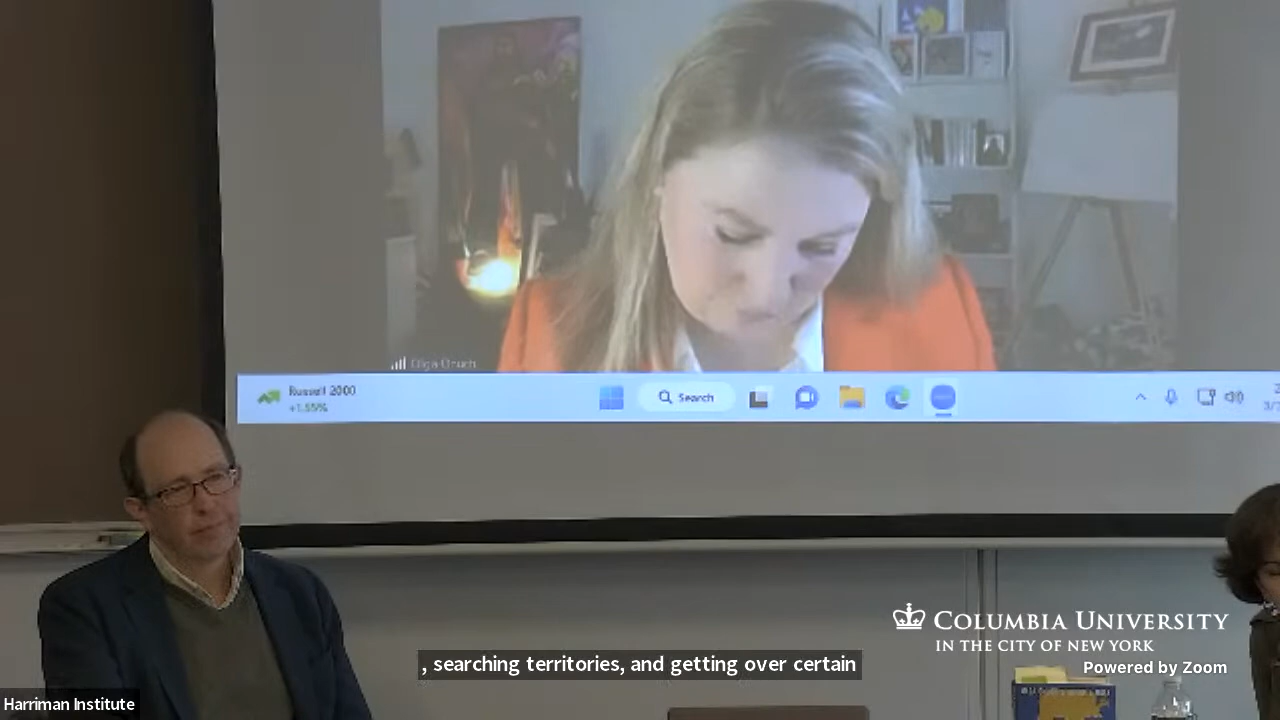 Olga Onuch
Russell 2000
+1.55%
Search
COLUMBIA UNIVERSITY
IN THE CITY OF NEW YORK
Powered by Zoom
, searching territories, and getting over certain
Harriman Institute